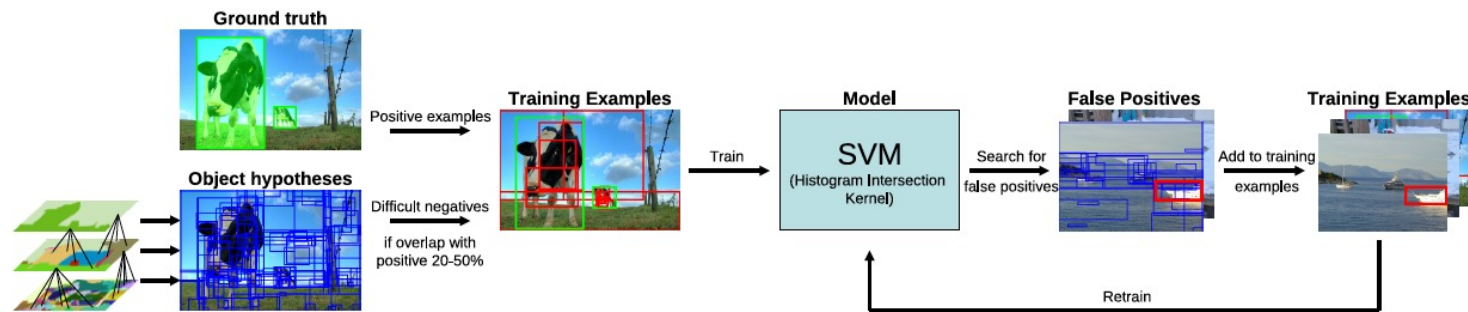 Ground truth
Positive examples
Object hypotheses
Difficult negatives
if overlap with
positive 20-50%
Training Examples
Train
Model
SVM
(Histogram Intersection
Kernel)
Search for
false positives
False Positives
Add to training
examples
Training Examples
Retrain